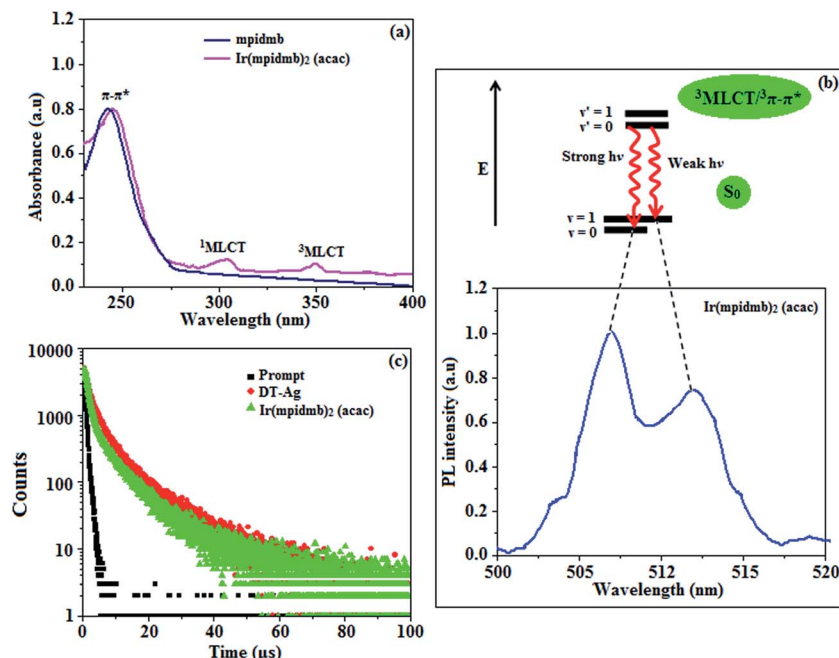 (a)
mpidmb
Ir(mpidmb)₂ (acac)
π-π*
¹MLCT
³MLCT
1.2
1.0
0.8
0.6
0.4
0.2
0.0
Absorbance (a.u)
250
300
350
400
Wavelength (nm)
(b)
E
v' = 1
v' = 0
³MLCT/³π-π*
Strong hν
Weak hν
S₀
v = 1
v = 0
Ir(mpidmb)₂ (acac)
1.2
1.0
0.8
0.6
0.4
0.2
0.0
PL intensity (a.u)
500
505
507
512
515
520
Wavelength (nm)
(c)
Prompt
DT-Ag
Ir(mpidmb)₂ (acac)
10000
1000
100
10
1
Counts
0
20
40
60
80
100
Time (µs)